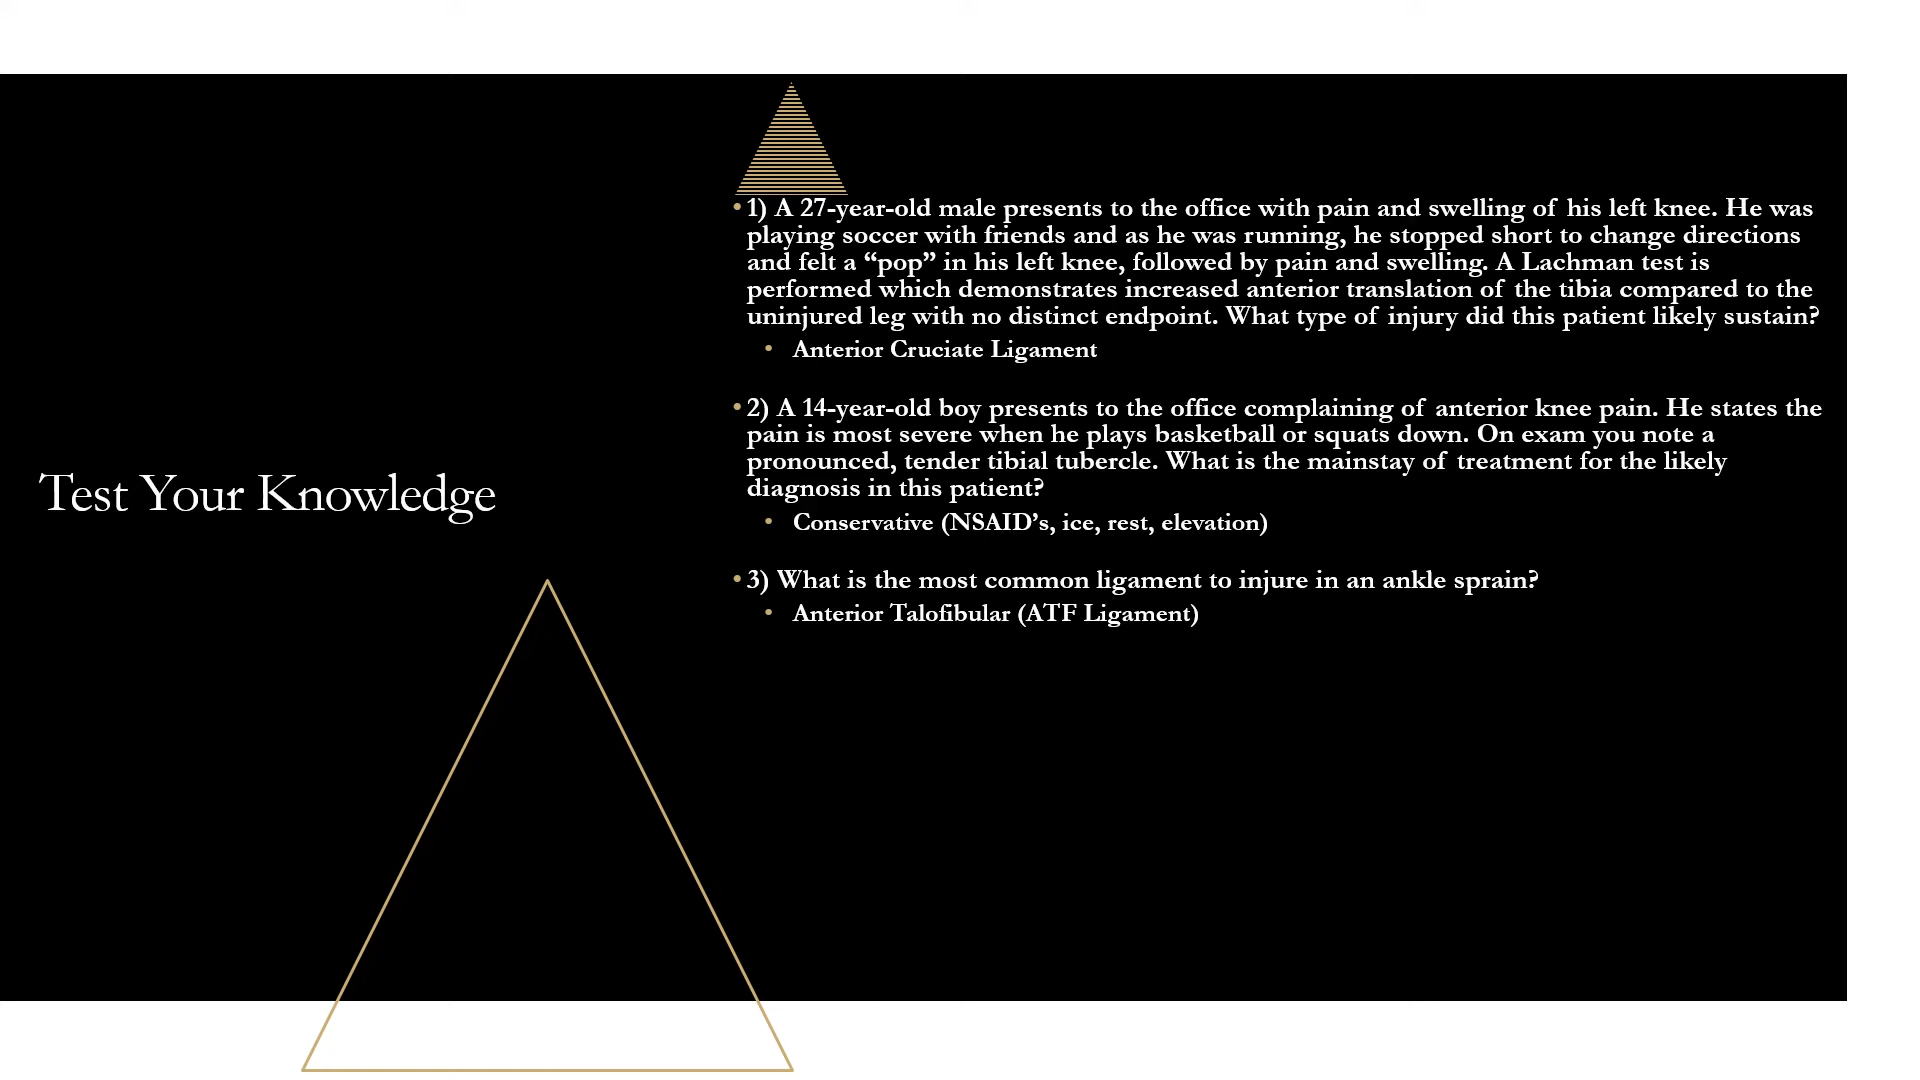 Test Your Knowledge
• 1) A 27-year-old male presents to the office with pain and swelling of his left knee. He was
playing soccer with friends and as he was running, he stopped short to change directions
and felt a “pop” in his left knee, followed by pain and swelling. A Lachman test is
performed which demonstrates increased anterior translation of the tibia compared to the
uninjured leg with no distinct endpoint. What type of injury did this patient likely sustain?
• Anterior Cruciate Ligament
• 2) A 14-year-old boy presents to the office complaining of anterior knee pain. He states the
pain is most severe when he plays basketball or squats down. On exam you note a
pronounced, tender tibial tubercle. What is the mainstay of treatment for the likely
diagnosis in this patient?
• Conservative (NSAID’s, ice, rest, elevation)
• 3) What is the most common ligament to injure in an ankle sprain?
• Anterior Talofibular (ATF Ligament)